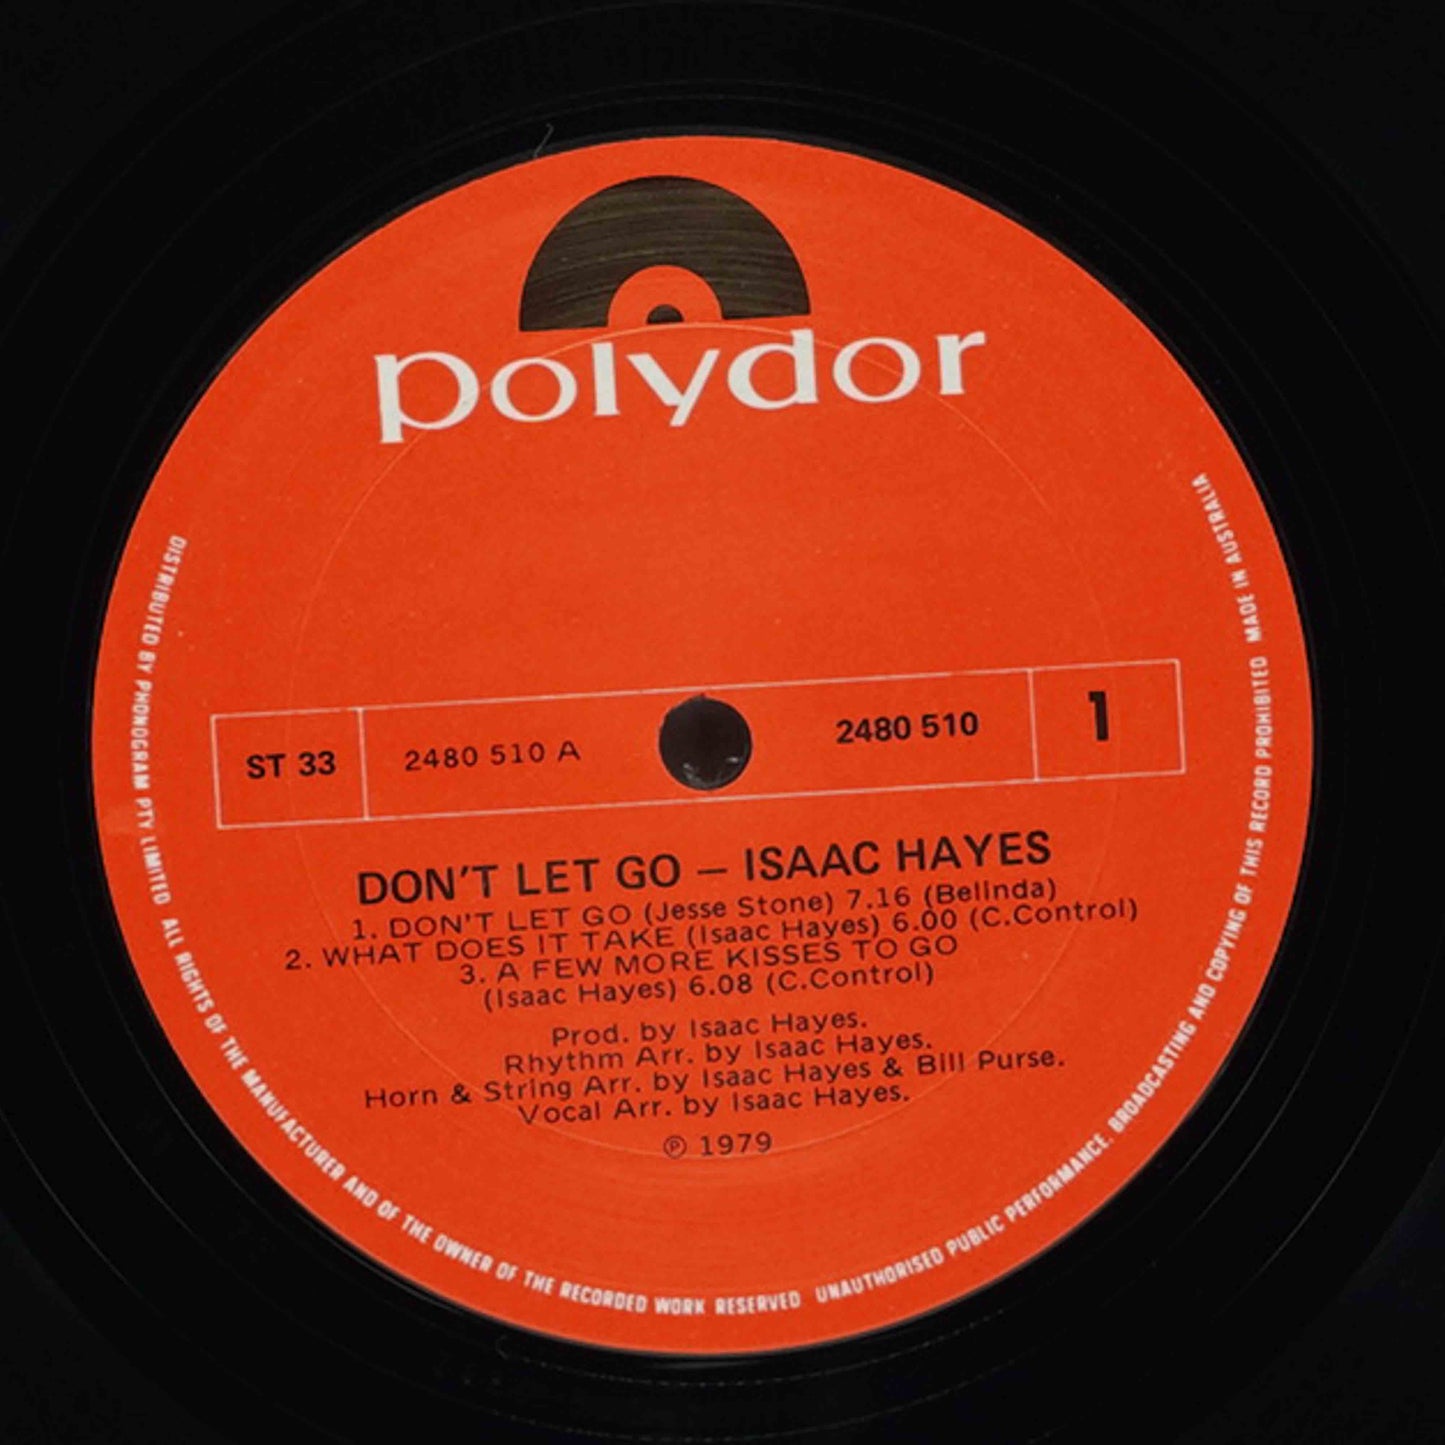 polydor
ST 33 2480 510 A 2480 510 1
DON'T LET GO – ISAAC HAYES
1. DON'T LET GO (Jesse Stone) 7.16 (Belinda)
2. WHAT DOES IT TAKE (Isaac Hayes) 6.00 (C.Control)
3. A FEW MORE KISSES TO GO
(Isaac Hayes) 6.08 (C.Control)
Prod. by Isaac Hayes.
Rhythm Arr. by Isaac Hayes.
Horn & String Arr. by Isaac Hayes & Bill Purse.
Vocal Arr. by Isaac Hayes.
℗ 1979
DISTRIBUTED BY PHONOGRAM PTY LIMITED ALL RIGHTS OF THE MANUFACTURER AND OF THE OWNER OF THE RECORDED WORK RESERVED UNAUTHORISED PUBLIC PERFORMANCE, BROADCASTING AND COPYING OF THIS RECORD PROHIBITED MADE IN AUSTRALIA